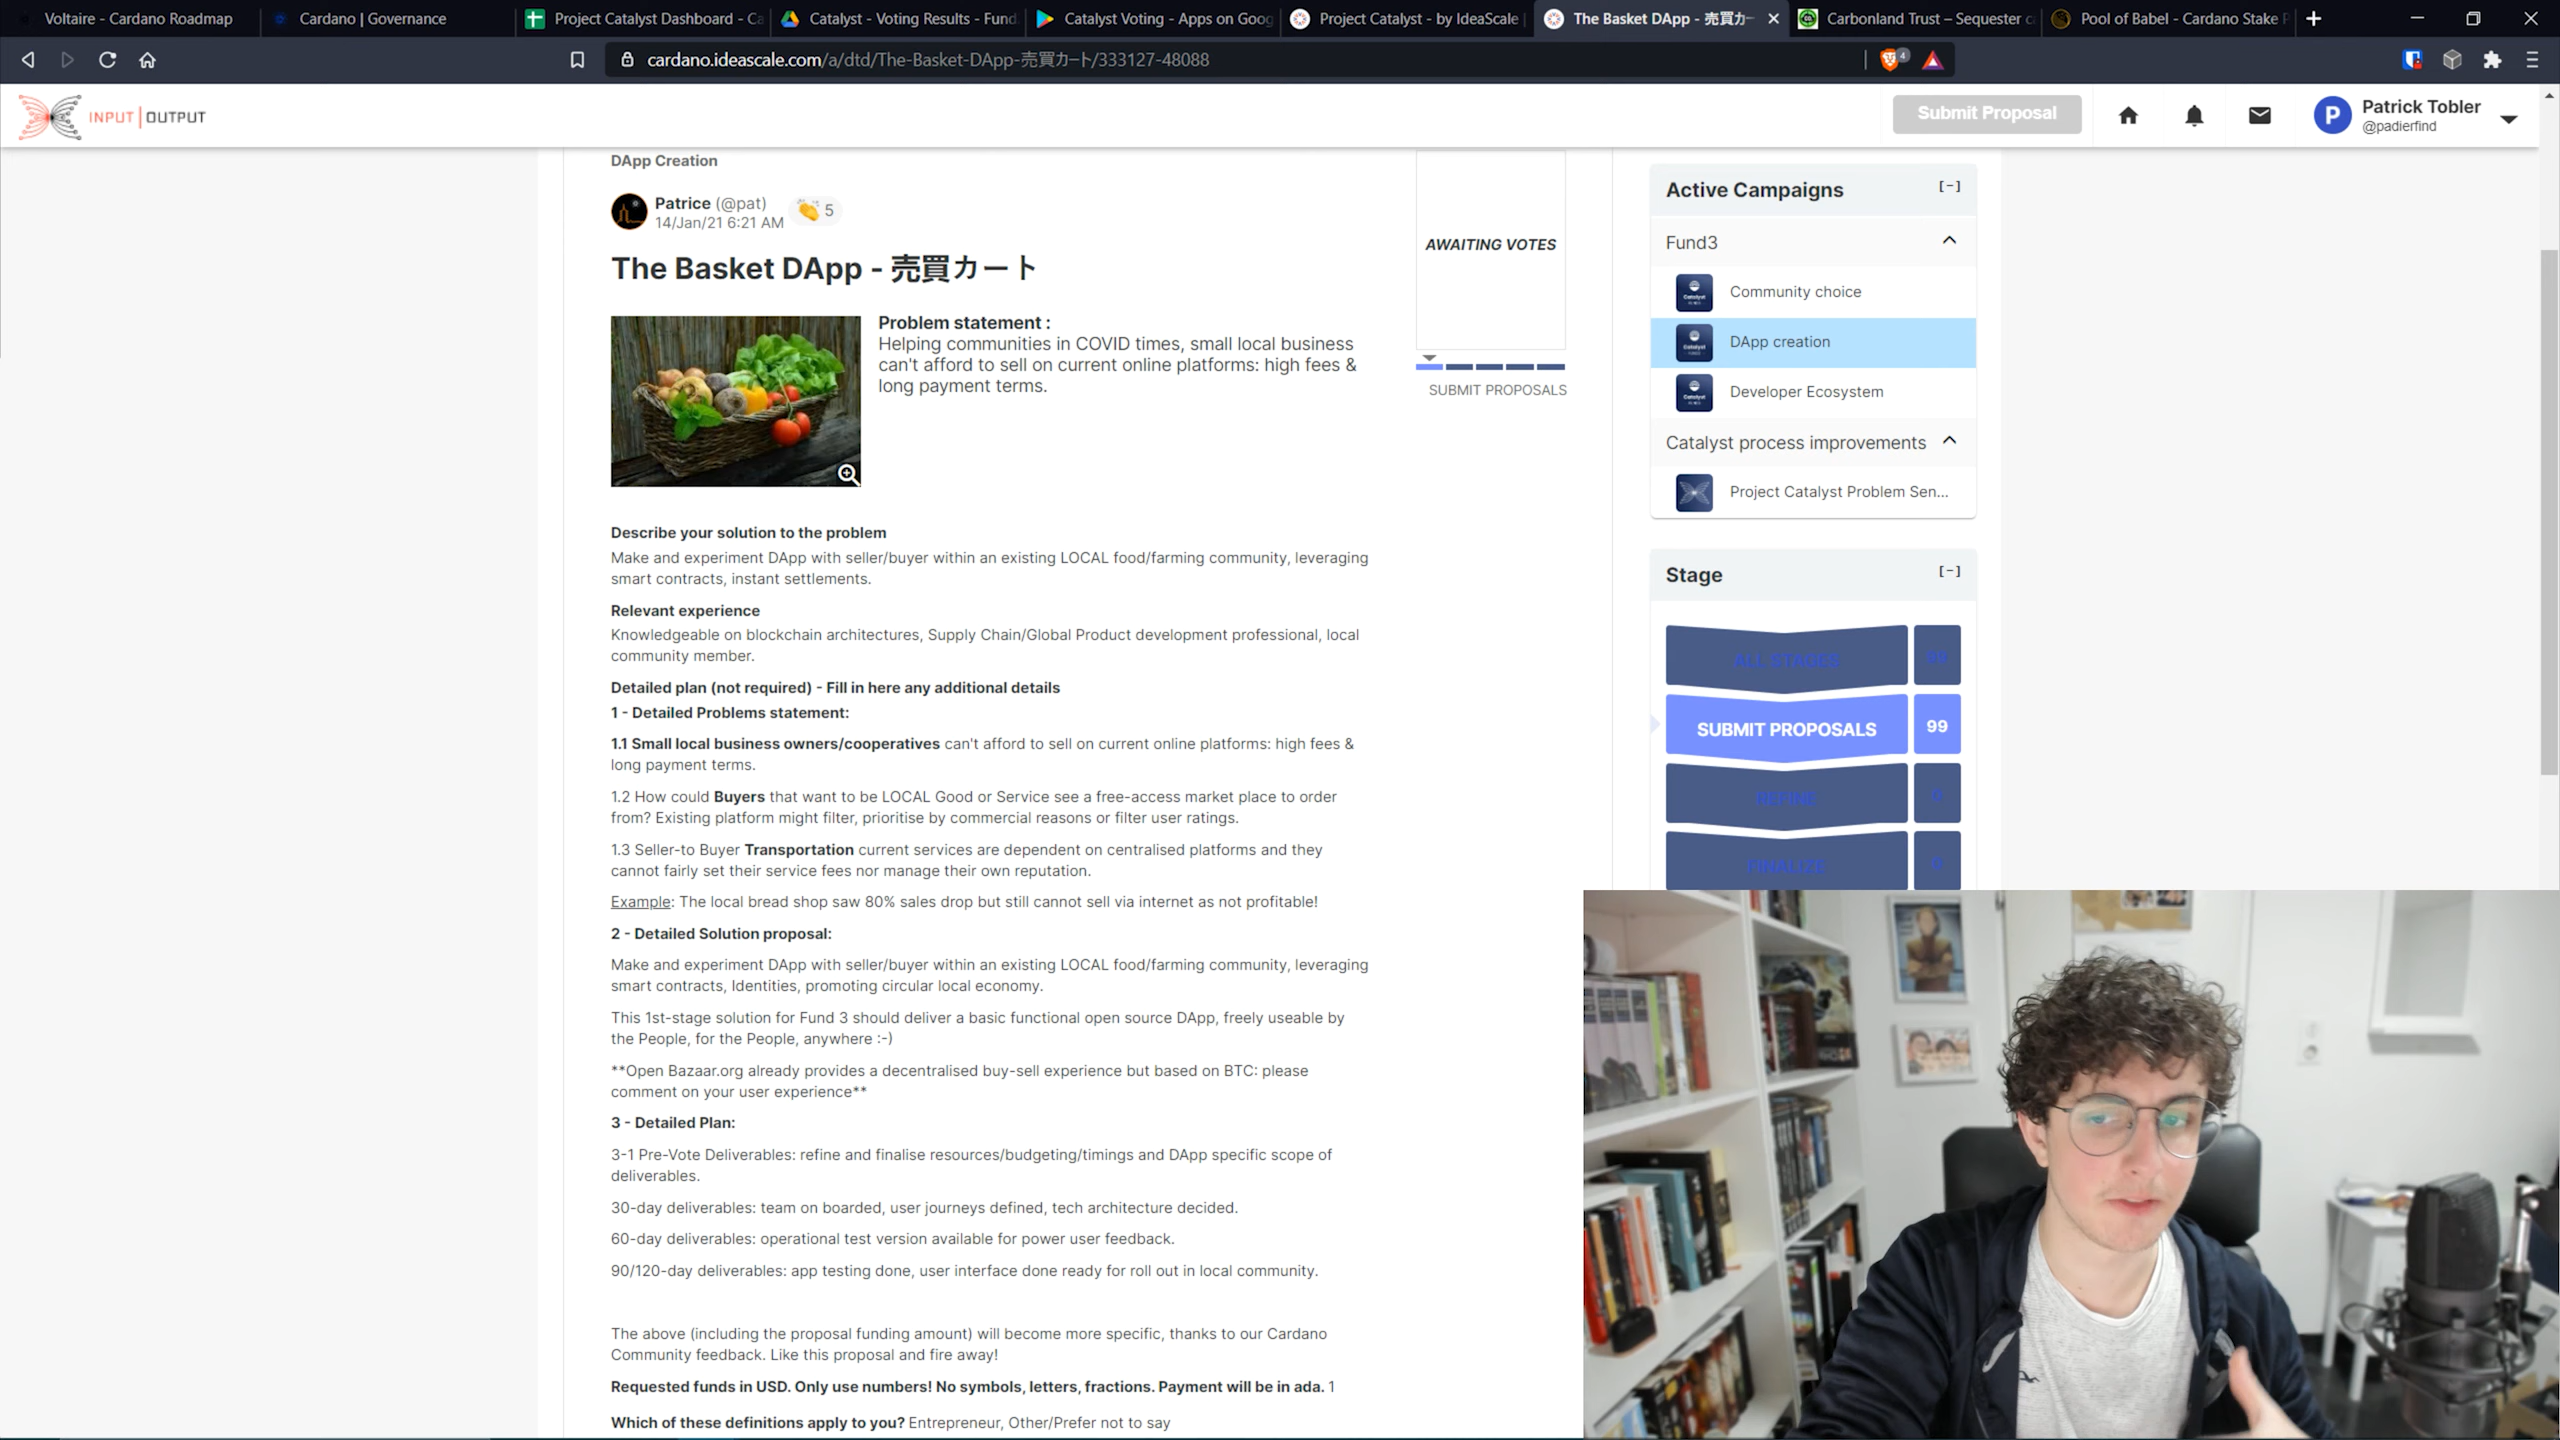 Voltaire - Cardano Roadmap
Cardano | Governance
Project Catalyst Dashboard - Ca
Catalyst - Voting Results - Fund
Catalyst Voting - Apps on Goog
Project Catalyst - by IdeaScale
The Basket DApp - 売買カー
Carbonland Trust – Sequester c
Pool of Babel - Cardano Stake P
cardano.ideascale.com/a/dtd/The-Basket-DApp-売買カート/333127-48088
4
INPUT | OUTPUT
Submit Proposal
P
Patrick Tobler
@padierfind
DApp Creation
Patrice (@pat)
14/Jan/21 6:21 AM
5
The Basket DApp - 売買カート
Problem statement :
Helping communities in COVID times, small local business
can't afford to sell on current online platforms: high fees &
long payment terms.
AWAITING VOTES
SUBMIT PROPOSALS
Describe your solution to the problem
Make and experiment DApp with seller/buyer within an existing LOCAL food/farming community, leveraging
smart contracts, instant settlements.
Relevant experience
Knowledgeable on blockchain architectures, Supply Chain/Global Product development professional, local
community member.
Detailed plan (not required) - Fill in here any additional details
1 - Detailed Problems statement:
1.1 Small local business owners/cooperatives can't afford to sell on current online platforms: high fees &
long payment terms.
1.2 How could Buyers that want to be LOCAL Good or Service see a free-access market place to order
from? Existing platform might filter, prioritise by commercial reasons or filter user ratings.
1.3 Seller-to Buyer Transportation current services are dependent on centralised platforms and they
cannot fairly set their service fees nor manage their own reputation.
Example: The local bread shop saw 80% sales drop but still cannot sell via internet as not profitable!
2 - Detailed Solution proposal:
Make and experiment DApp with seller/buyer within an existing LOCAL food/farming community, leveraging
smart contracts, Identities, promoting circular local economy.
This 1st-stage solution for Fund 3 should deliver a basic functional open source DApp, freely useable by
the People, for the People, anywhere :-)
**Open Bazaar.org already provides a decentralised buy-sell experience but based on BTC: please
comment on your user experience**
3 - Detailed Plan:
3-1 Pre-Vote Deliverables: refine and finalise resources/budgeting/timings and DApp specific scope of
deliverables.
30-day deliverables: team on boarded, user journeys defined, tech architecture decided.
60-day deliverables: operational test version available for power user feedback.
90/120-day deliverables: app testing done, user interface done ready for roll out in local community.
The above (including the proposal funding amount) will become more specific, thanks to our Cardano
Community feedback. Like this proposal and fire away!
Requested funds in USD. Only use numbers! No symbols, letters, fractions. Payment will be in ada. 1
Which of these definitions apply to you? Entrepreneur, Other/Prefer not to say
Active Campaigns
[-]
Fund3
Community choice
DApp creation
Developer Ecosystem
Catalyst process improvements
Project Catalyst Problem Sen...
Stage
[-]
ALL STAGES
99
SUBMIT PROPOSALS
99
REFINE
0
FINALIZE
0